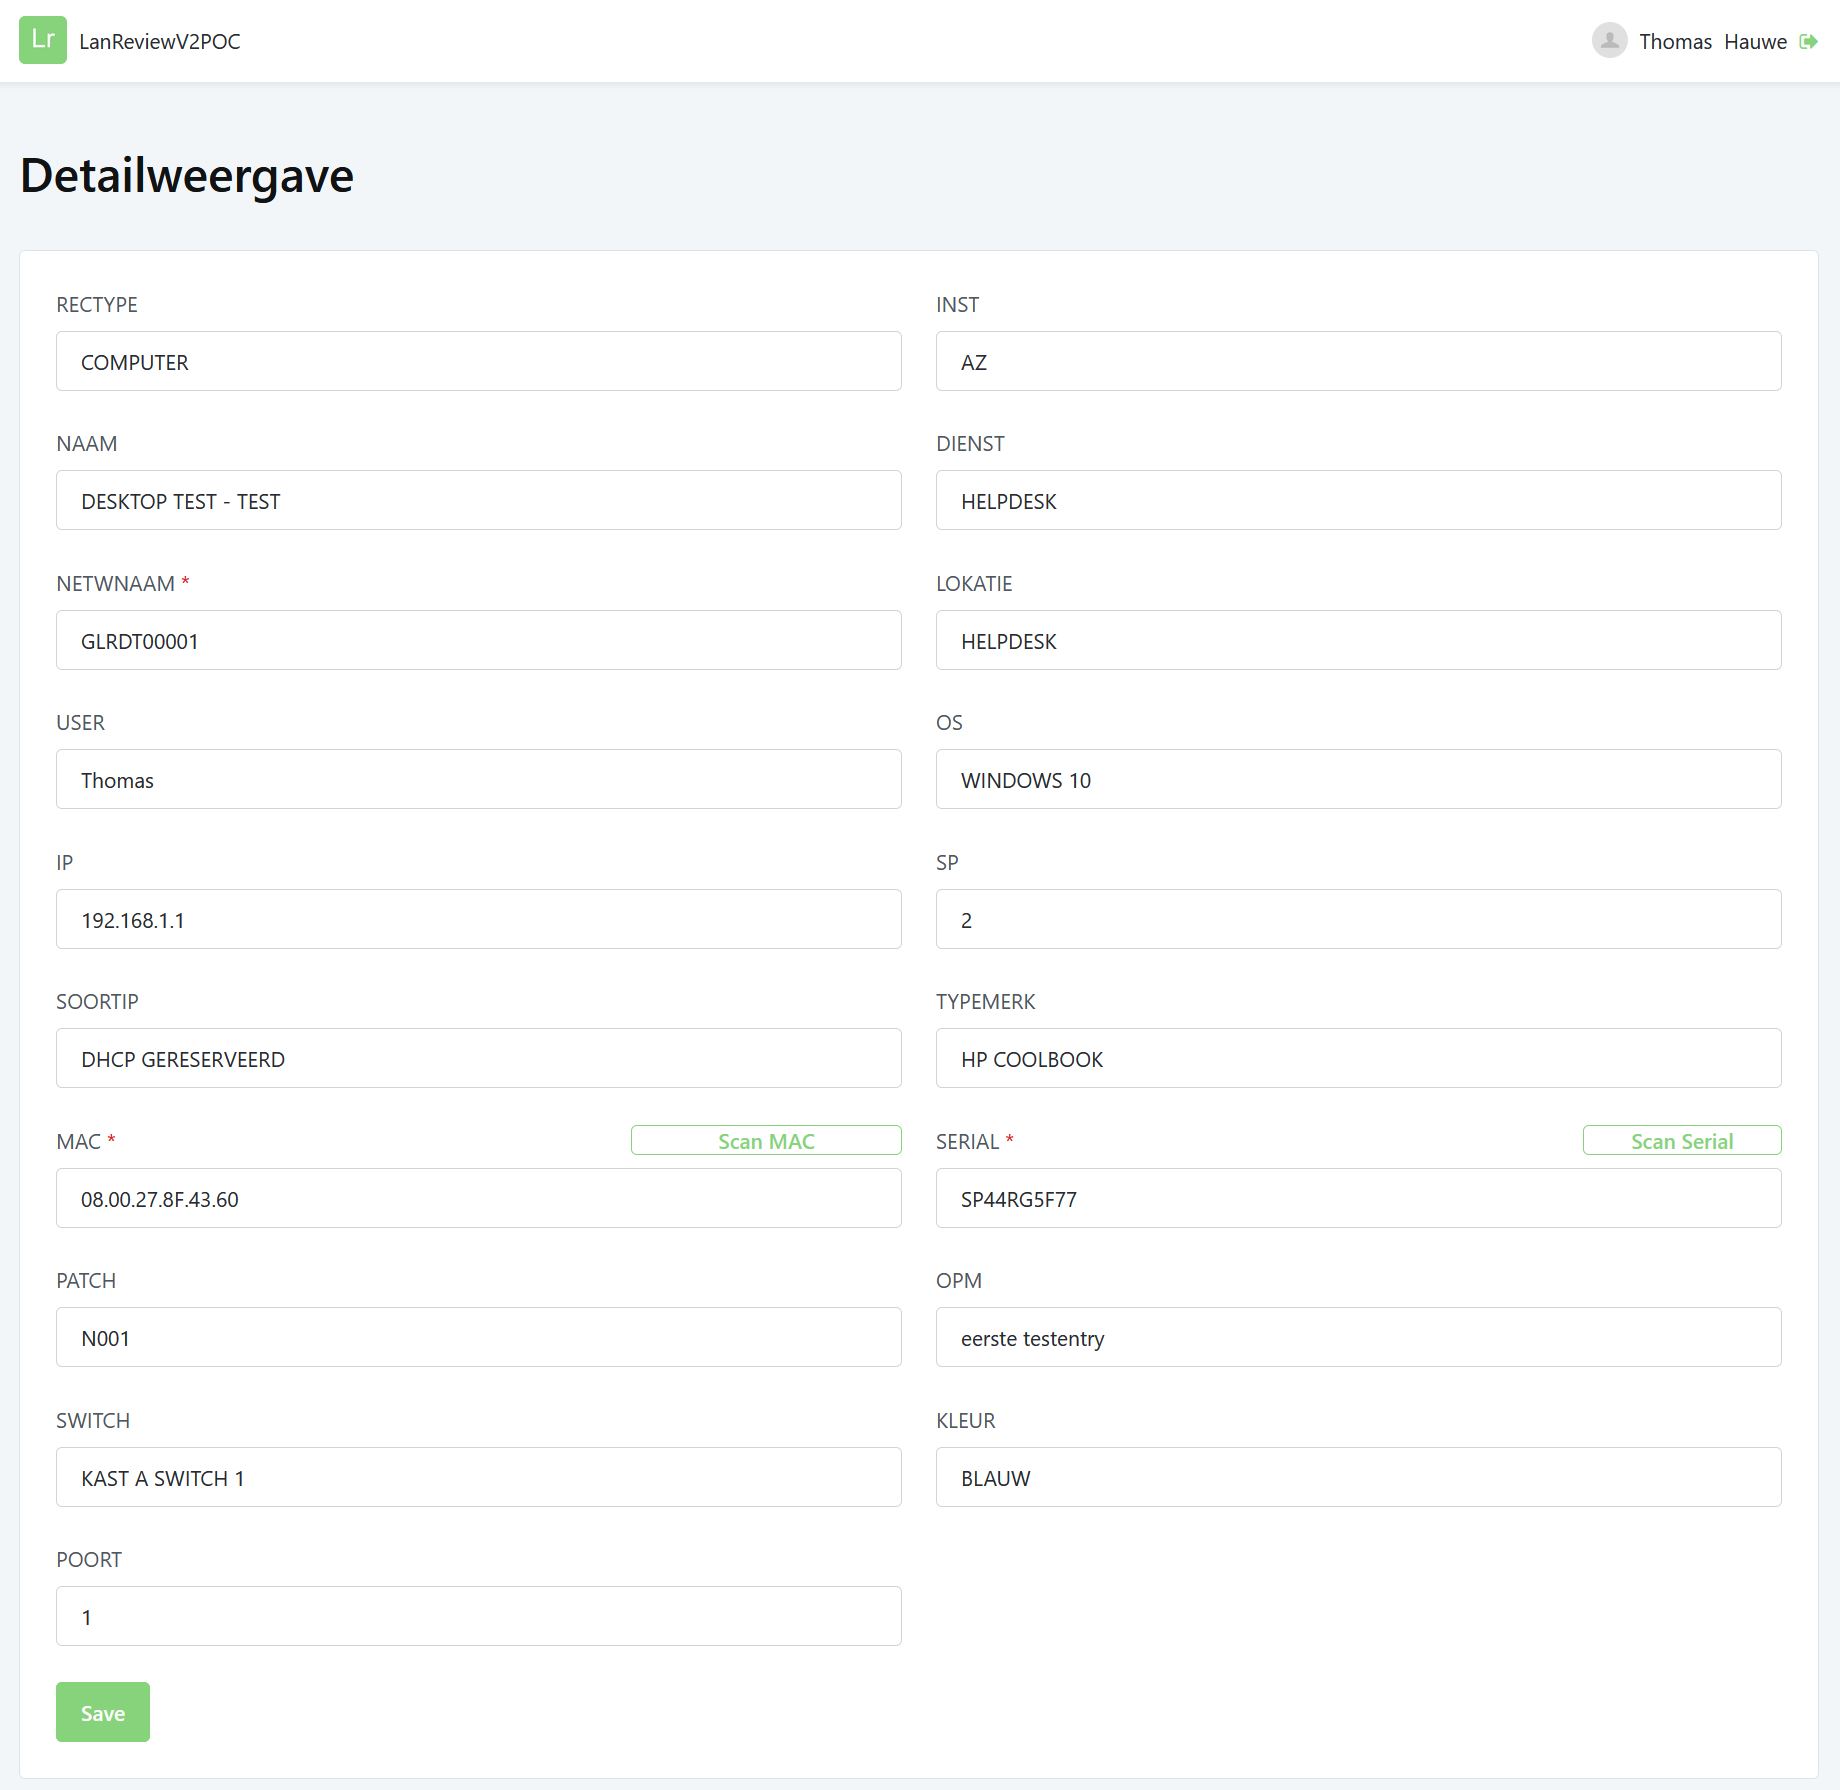 Lr LanReviewV2POC Thomas Hauwe
Detailweergave
RECTYPE
COMPUTER
INST
AZ
NAAM
DESKTOP TEST - TEST
DIENST
HELPDESK
NETWNAAM *
GLRDT00001
LOKATIE
HELPDESK
USER
Thomas
OS
WINDOWS 10
IP
192.168.1.1
SP
2
SOORTIP
DHCP GERESERVEERD
TYPEMERK
HP COOLBOOK
MAC * Scan MAC
08.00.27.8F.43.60
SERIAL * Scan Serial
SP44RG5F77
PATCH
N001
OPM
eerste testentry
SWITCH
KAST A SWITCH 1
KLEUR
BLAUW
POORT
1
Save